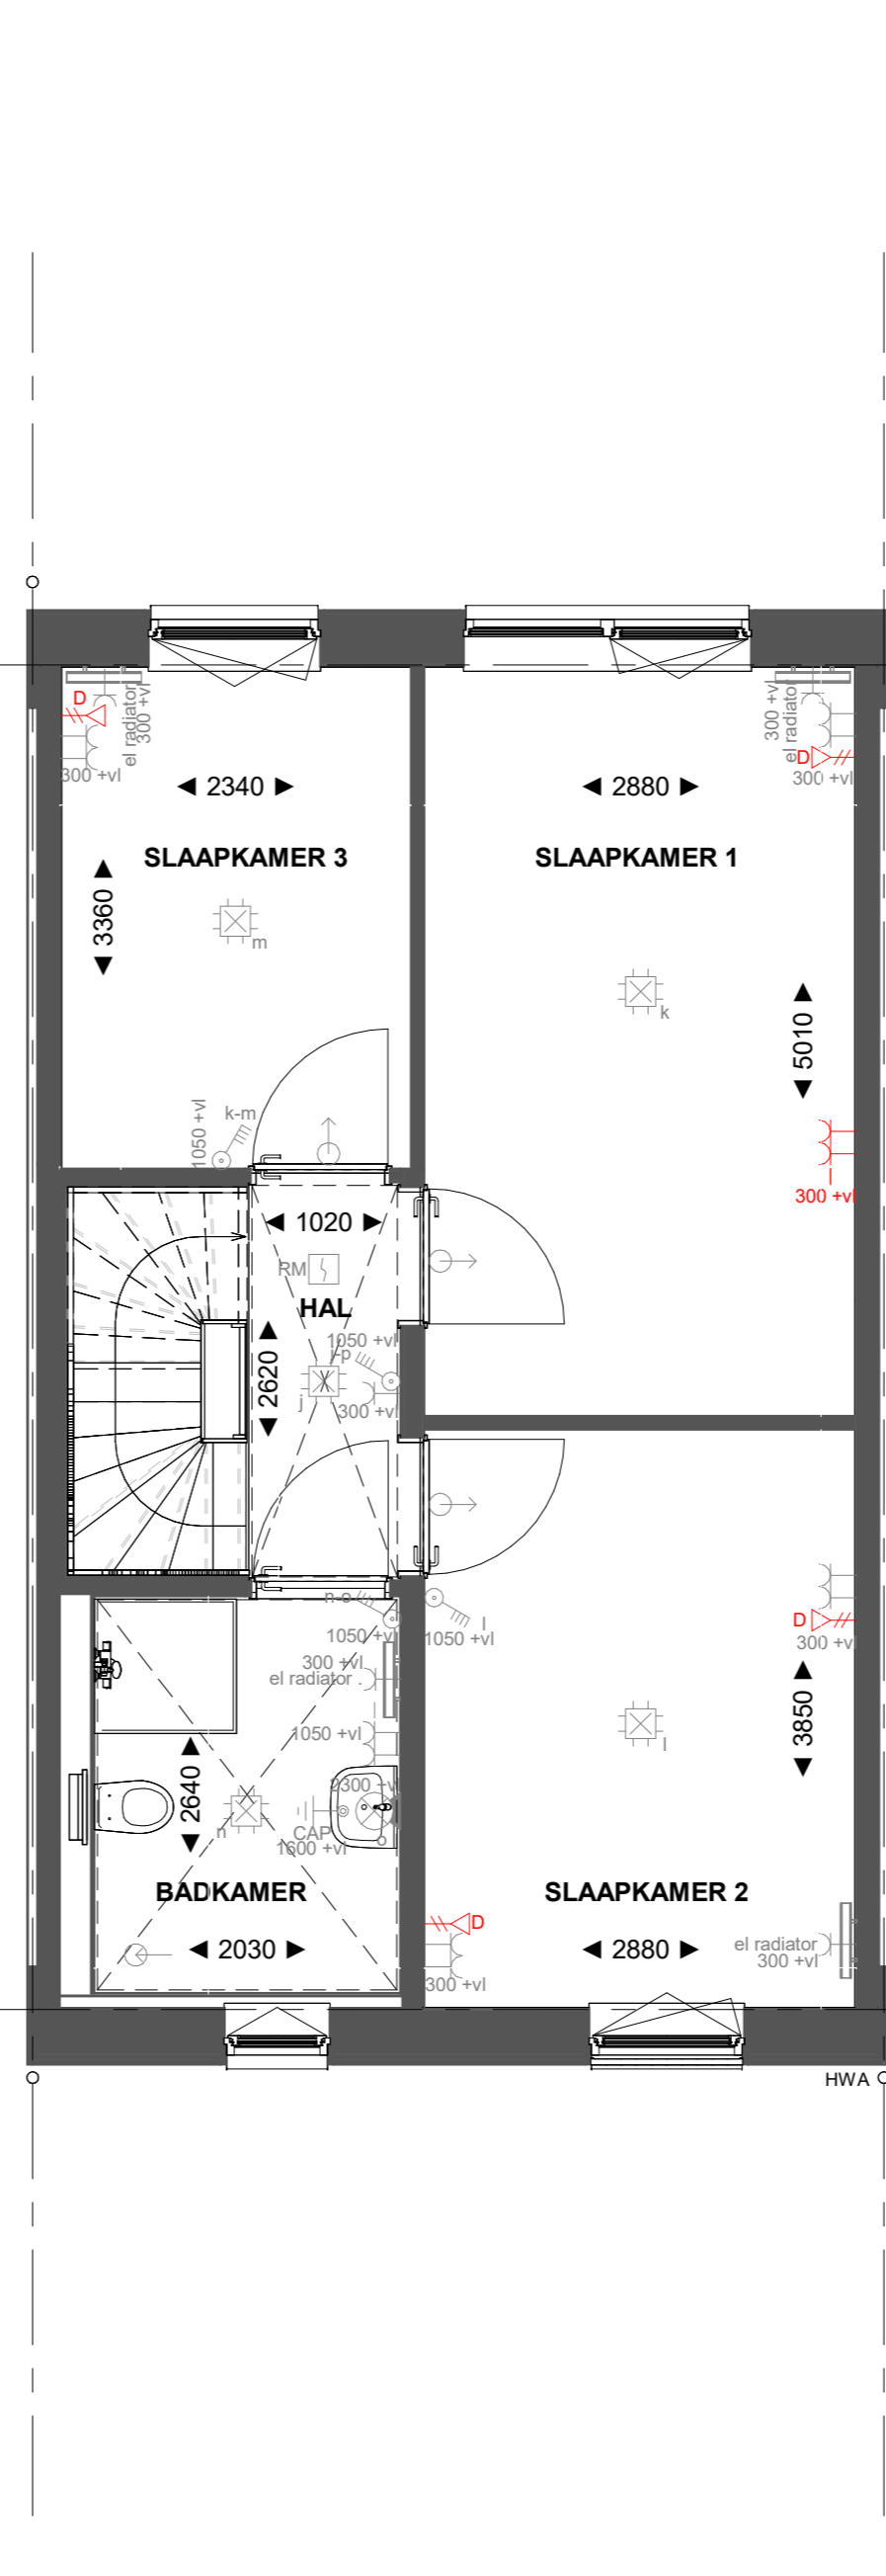 D
el radiator
300 +vl
300 +vl
300 +vl
el radiator
D
300 +vl
2340
2880
SLAAPKAMER 3
SLAAPKAMER 1
3360
m
k
5010
1050 +vl
k-m
300 +vl
1020
RM
HAL
1050 +vl
j-p
2620
j
300 +vl
n-o
1050 +vl
l
1050 +vl
D
300 +vl
300 +vl
el radiator .
1050 +vl
3850
l
2640
2300 +vl
n
CAP
1600 +vl
o
BADKAMER
SLAAPKAMER 2
D
2030
2880
el radiator
300 +vl
300 +vl
HWA